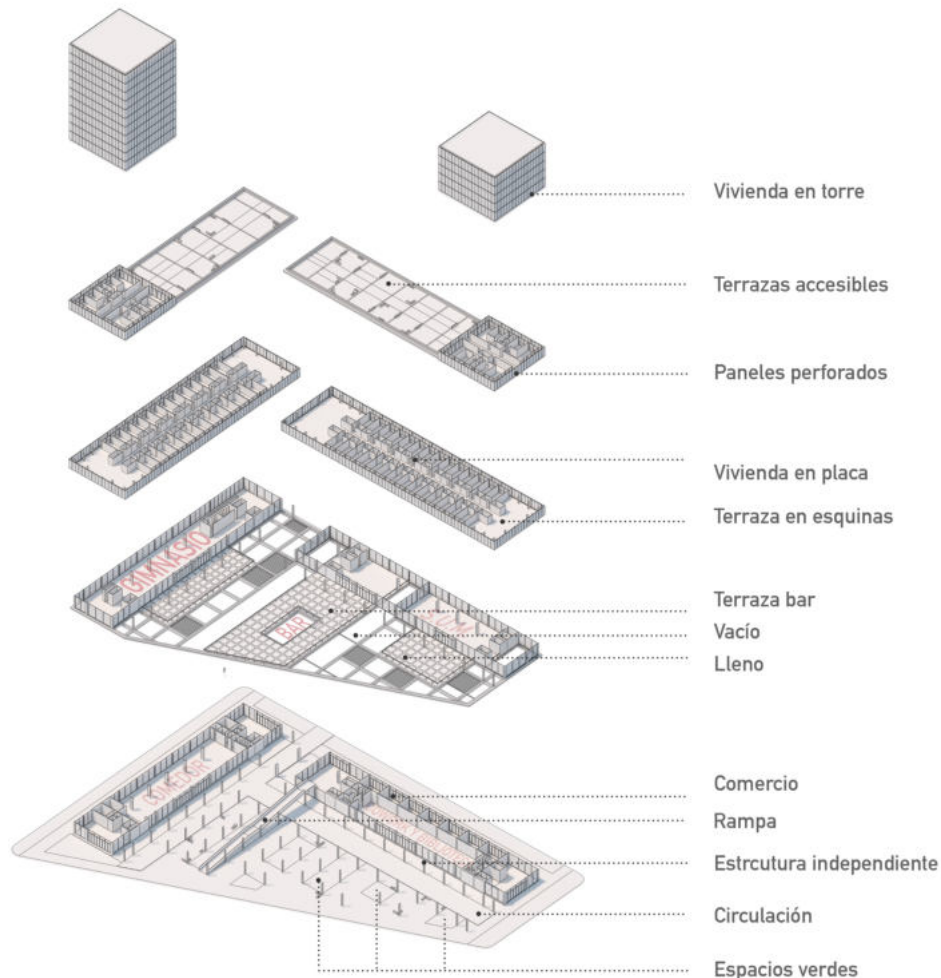 Vivienda en torre
Terrazas accesibles
Paneles perforados
Vivienda en placa
Terraza en esquinas
GIMNASIO
Terraza bar
BAR
S.U.M
Vacío
Lleno
Comercio
COMEDOR
Rampa
Estrcutura independiente
Circulación
Espacios verdes